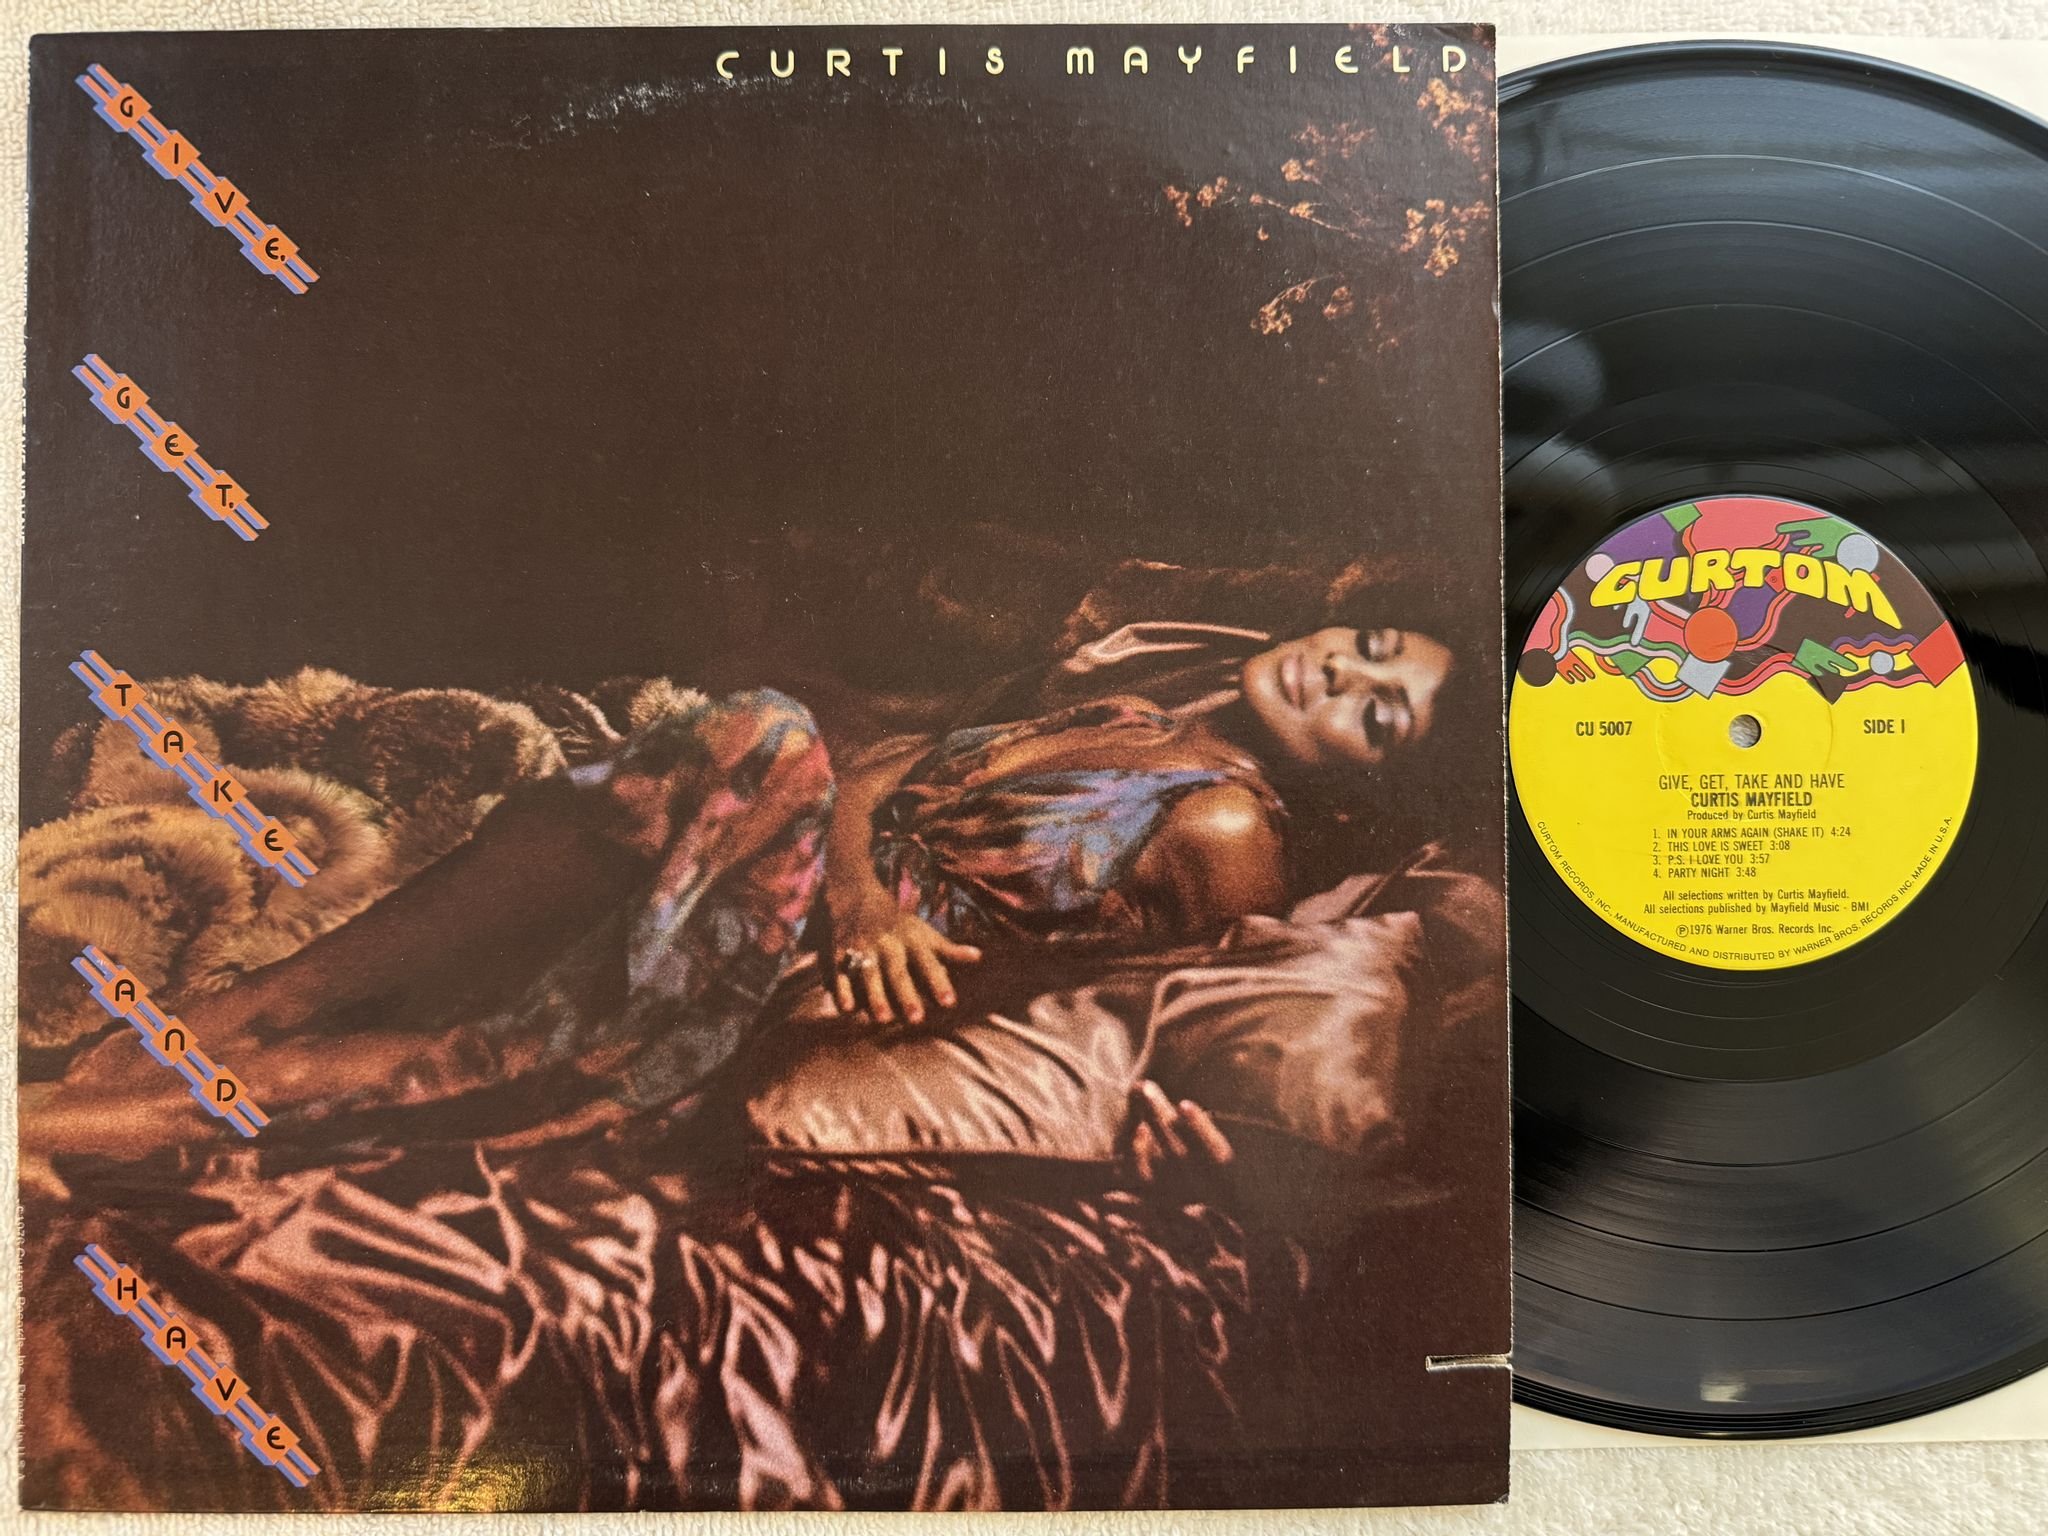 CURTIS MAYFIELD
GIVE,
GET,
TAKE
AND
HAVE
CURTOM
®
CU 5007
SIDE 1
GIVE, GET, TAKE AND HAVE
CURTIS MAYFIELD
Produced by Curtis Mayfield
1. IN YOUR ARMS AGAIN (SHAKE IT) 4:24
2. THIS LOVE IS SWEET 3:08
3. P.S. I LOVE YOU 3:57
4. PARTY NIGHT 3:48
All selections written by Curtis Mayfield.
All selections published by Mayfield Music - BMI
℗1976 Warner Bros. Records Inc.
CURTOM RECORDS, INC., MANUFACTURED AND DISTRIBUTED BY WARNER BROS. RECORDS INC. MADE IN U.S.A.